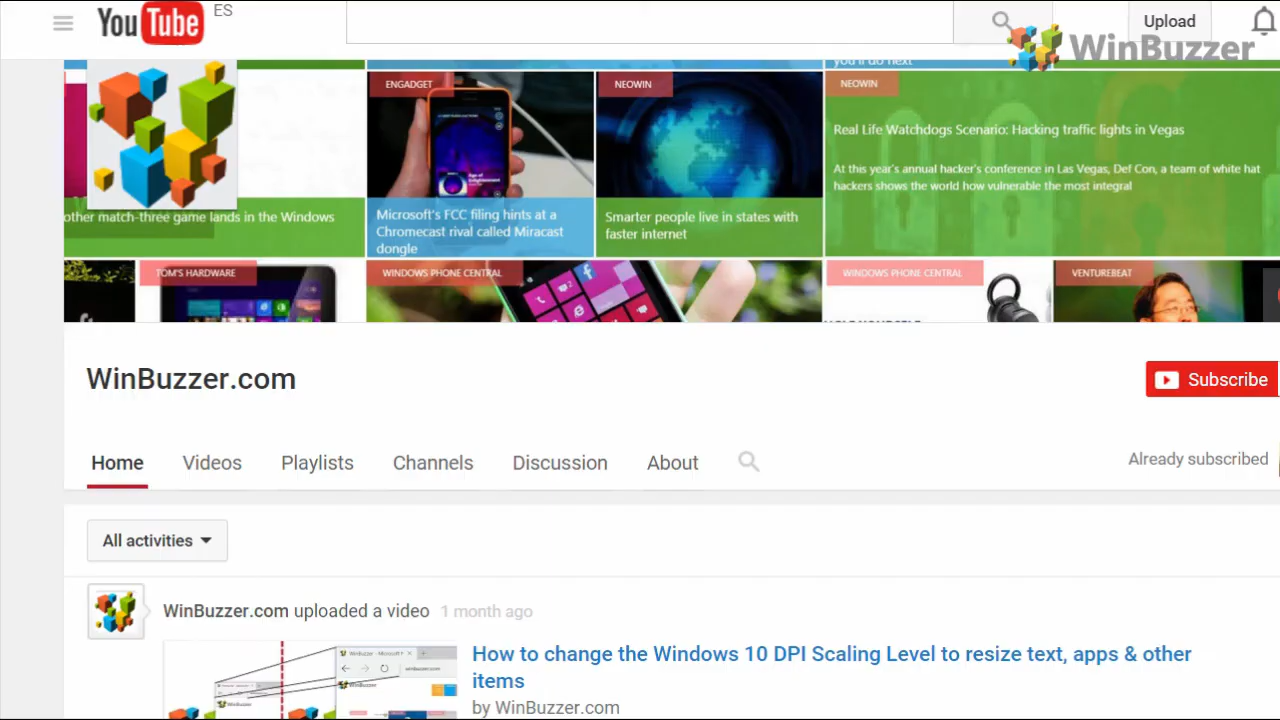 YouTube ES
Upload
WinBuzzer
you'll do next
ENGADGET
NEOWIN
NEOWIN
Real Life Watchdogs Scenario: Hacking traffic lights in Vegas
At this year's annual hacker's conference in Las Vegas, Def Con, a team of white hat
hackers shows the world how vulnerable the most integral
other match-three game lands in the Windows
Microsoft's FCC filing hints at a
Chromecast rival called Miracast
dongle
Smarter people live in states with
faster internet
TOM'S HARDWARE
WINDOWS PHONE CENTRAL
WINDOWS PHONE CENTRAL
VENTUREBEAT
WinBuzzer.com
Subscribe
Home Videos Playlists Channels Discussion About
Already subscribed
All activities
WinBuzzer.com uploaded a video 1 month ago
How to change the Windows 10 DPI Scaling Level to resize text, apps & other
items
by WinBuzzer.com